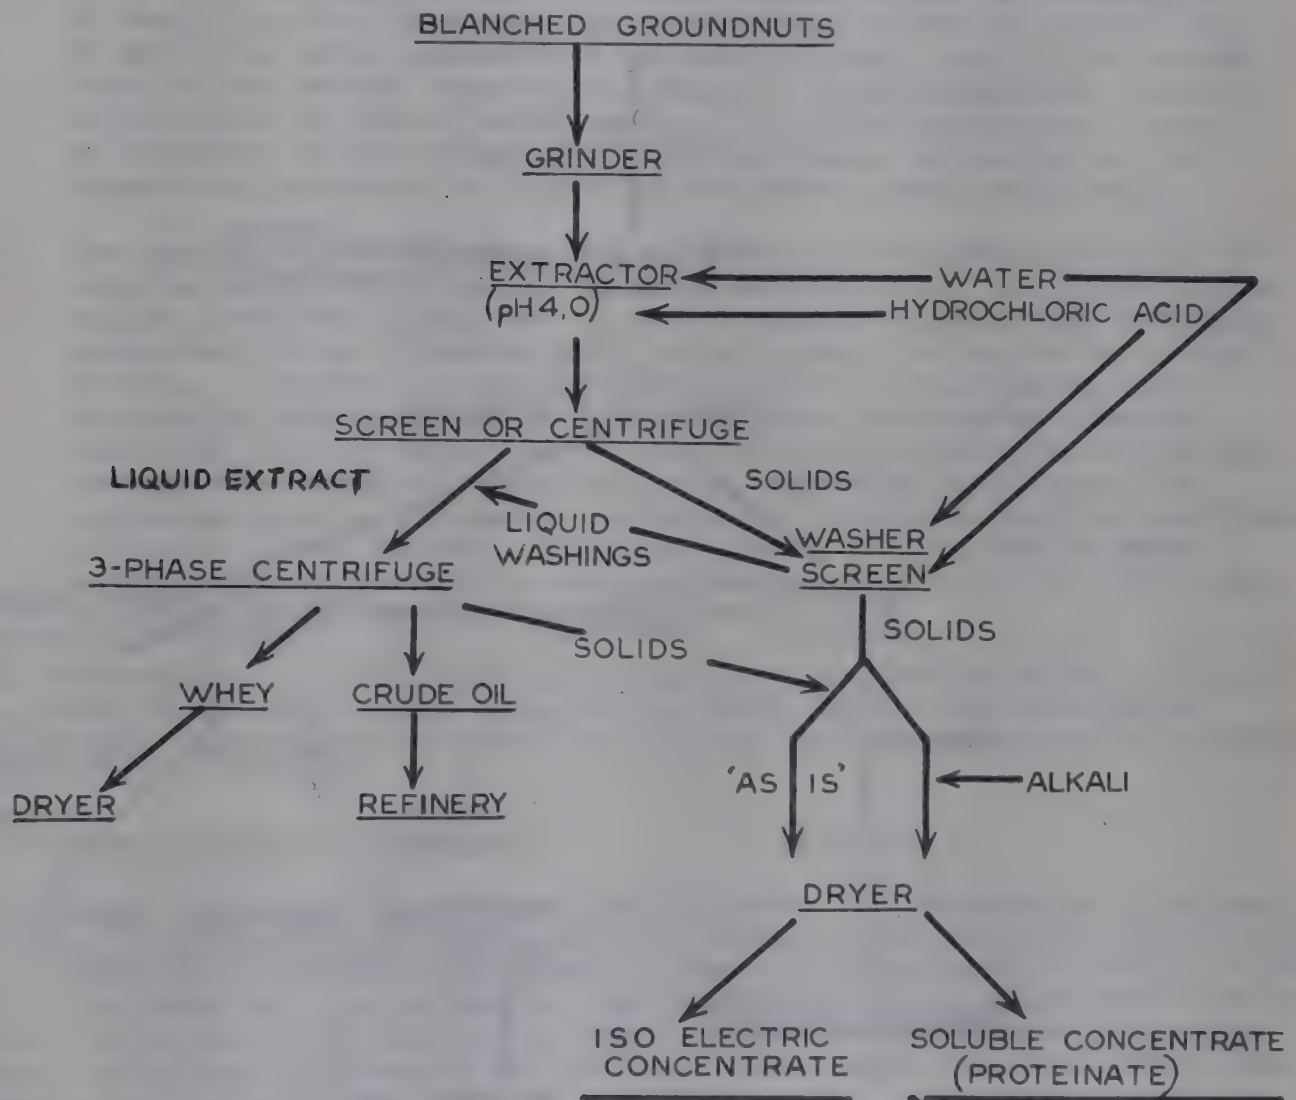 BLANCHED GROUNDNUTS
GRINDER
EXTRACTOR
(pH 4,0)
WATER
HYDROCHLORIC ACID
SCREEN OR CENTRIFUGE
LIQUID EXTRACT
SOLIDS
LIQUID
WASHINGS
WASHER
SCREEN
3-PHASE CENTRIFUGE
SOLIDS
SOLIDS
WHEY
CRUDE OIL
'AS IS'
ALKALI
DRYER
REFINERY
DRYER
ISO ELECTRIC
CONCENTRATE
SOLUBLE CONCENTRATE
(PROTEINATE)